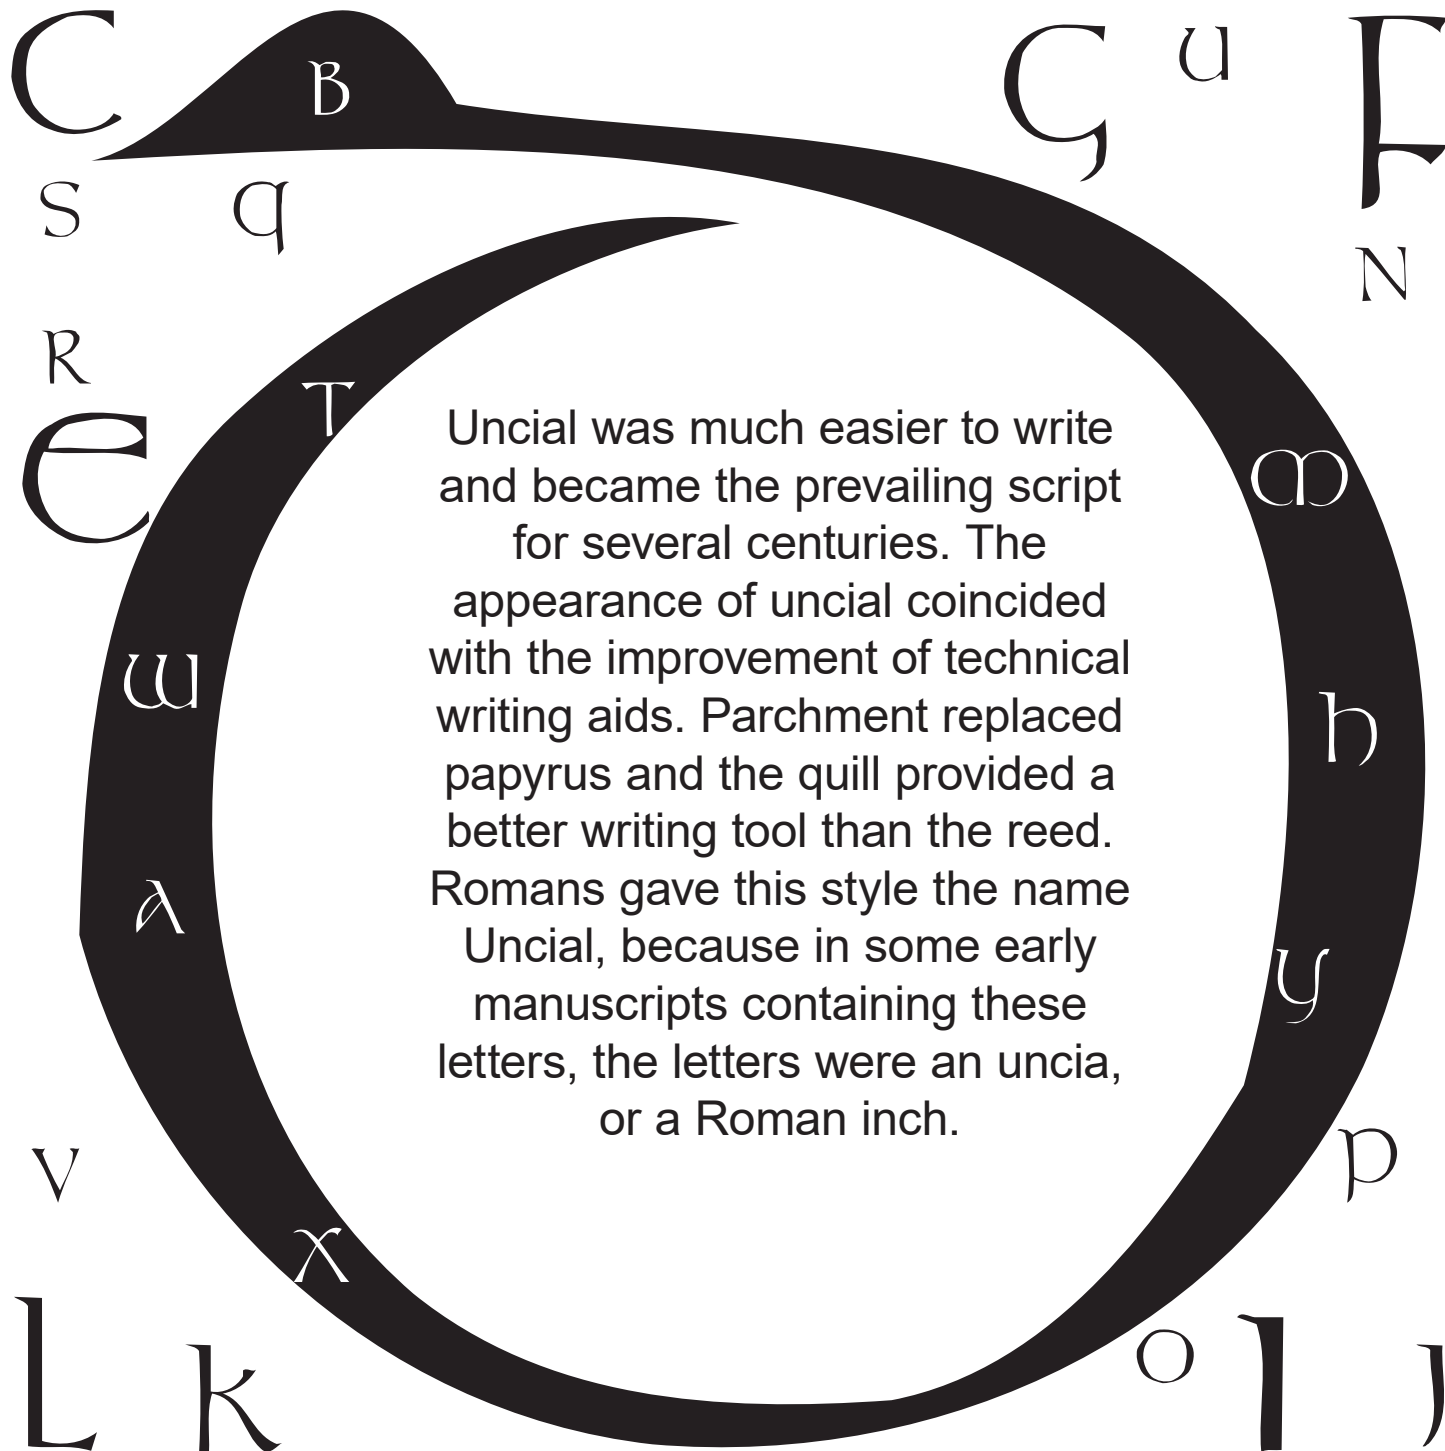 C
B
G
u
F
S
q
N
R
T
e
m
Uncial was much easier to write
and became the prevailing script
for several centuries. The
appearance of uncial coincided
with the improvement of technical
writing aids. Parchment replaced
papyrus and the quill provided a
better writing tool than the reed.
Romans gave this style the name
Uncial, because in some early
manuscripts containing these
letters, the letters were an uncia,
or a Roman inch.
w
h
a
y
v
p
x
L
k
o
I
J